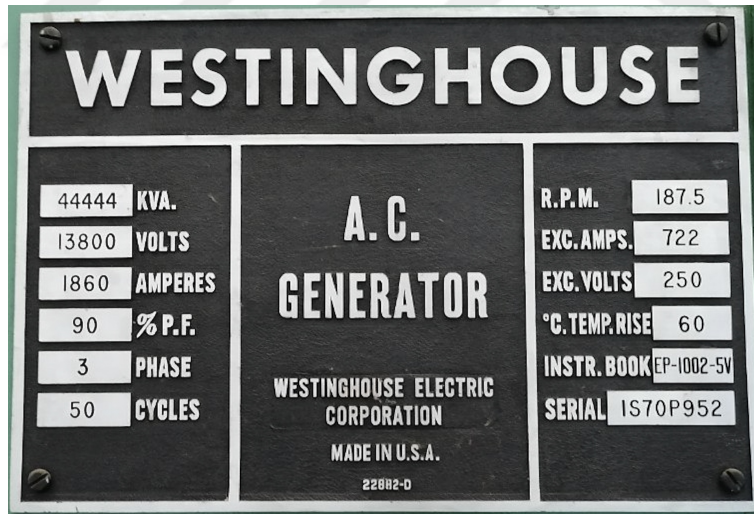 WESTINGHOUSE
44444 KVA.
13800 VOLTS
1860 AMPERES
90 % P.F.
3 PHASE
50 CYCLES
A. C.
GENERATOR
WESTINGHOUSE ELECTRIC
CORPORATION
MADE IN U.S.A.
22882-D
R.P.M. 187.5
EXC. AMPS. 722
EXC. VOLTS 250
°C. TEMP. RISE 60
INSTR. BOOK EP-1002-5V
SERIAL 1S70P952